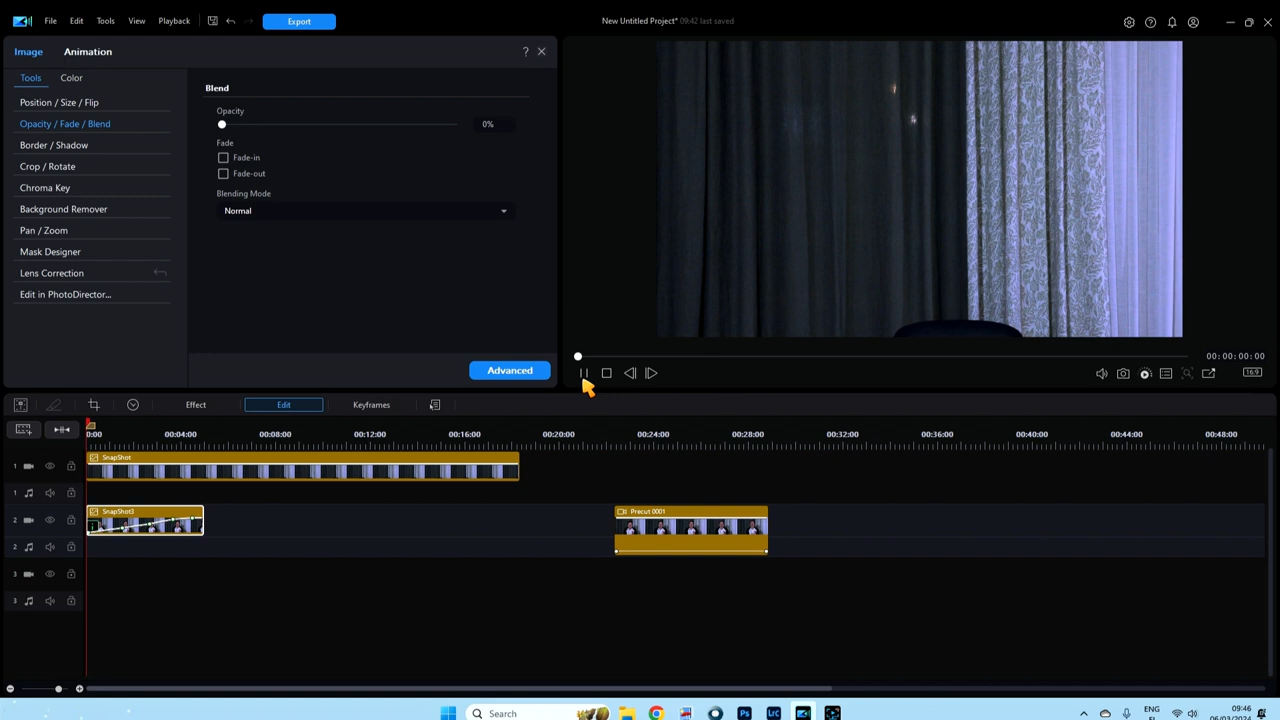 File Edit Tools View Playback Export New Untitled Project* 09:42 last saved
Image Animation ?
Tools Color
Blend
Position / Size / Flip
Opacity
Opacity / Fade / Blend
0%
Border / Shadow
Fade
Fade-in
Crop / Rotate
Fade-out
Chroma Key
Blending Mode
Background Remover
Normal
Pan / Zoom
Mask Designer
Lens Correction
Edit in PhotoDirector...
00:00:00:00
Advanced
16:9
Effect Edit Keyframes
0:00 00:04:00 00:08:00 00:12:00 00:16:00 00:20:00 00:24:00 00:28:00 00:32:00 00:36:00 00:40:00 00:44:00 00:48:00
SnapShot
1
1
SnapShot3 Precut 0001
2
2
3
3
Search Ps Lrc ENG 09:46
06/03/2024